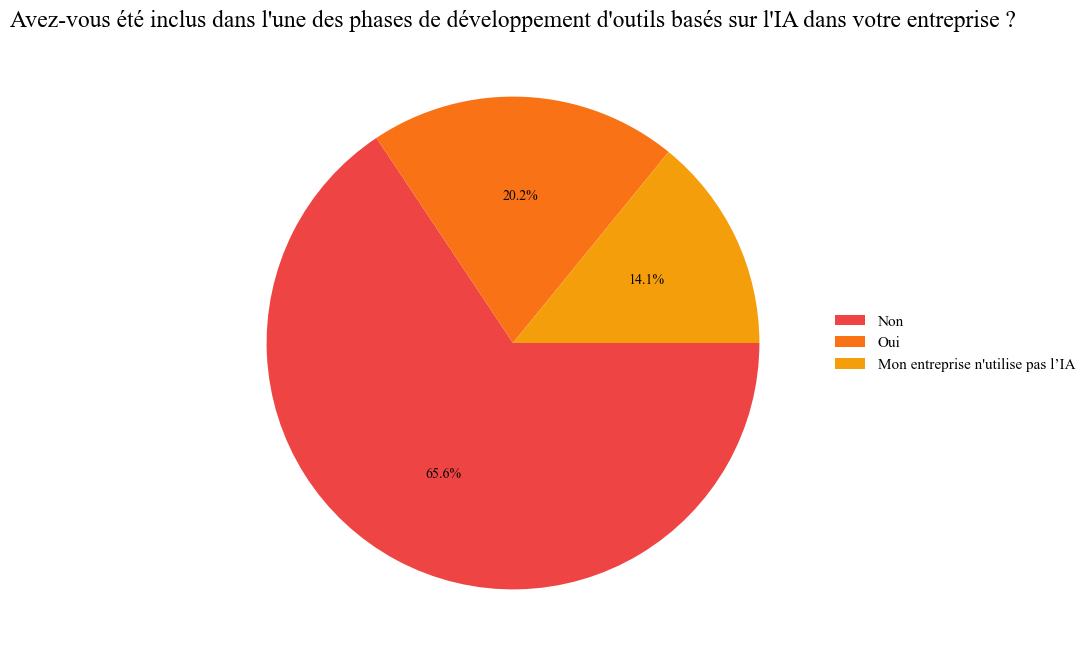 Avez-vous été inclus dans l'une des phases de développement d'outils basés sur l'IA dans votre entreprise ?
20.2%
14.1%
65.6%
Non
Oui
Mon entreprise n'utilise pas l’IA